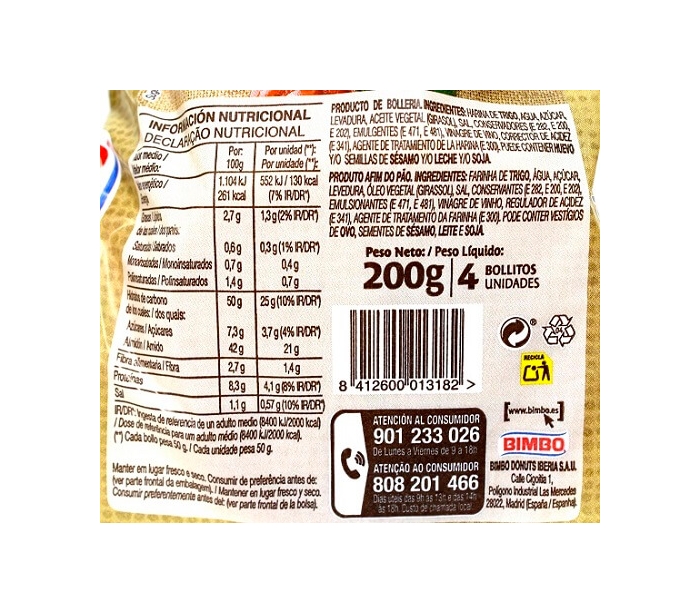 INFORMACIÓN NUTRICIONAL
DECLARAÇÃO NUTRICIONAL
medio /
médio:
Por:
100g
Por unidad (**):
Por unidade (**):
energético /
1.104 kJ
261 kcal
552 kJ / 130 kcal
(7% IR/DR*)
2,7 g
1,3 g (2% IR/DR*)
0,6 g
0,3 g (1% IR/DR*)
Monoinsaturadas / Monoinsaturados
0,7 g
0,4 g
Poliinsaturadas / Polinsaturados
1,4 g
0,7 g
Hidratos de carbono
de los cuales: / dos quais:
50 g
25 g (10% IR/DR*)
Azúcares / Açúcares
7,3 g
3,7 g (4% IR/DR*)
Almidón / Amido
42 g
21 g
Fibra alimentaria / Fibra
2,7 g
1,4 g
Proteínas
8,3 g
4,1 g (8% IR/DR*)
Sal
1,1 g
0,57 g (10% IR/DR*)
IR/DR*: Ingesta de referencia de un adulto medio (8400 kJ/2000 kcal).
/ Dose de referência para um adulto médio (8400 kJ/2000 kcal).
(**) Cada bollo pesa 50 g. / Cada unidade pesa 50 g.
Manter em lugar fresco e seco. Consumir de preferência antes de:
(ver parte frontal da embalagem). / Mantener en lugar fresco y seco.
Consumir preferentemente antes del: (ver parte frontal de la bolsa).
PRODUCTO DE BOLLERIA. INGREDIENTES: HARINA DE TRIGO, AGUA, AZÚCAR,
LEVADURA, ACEITE VEGETAL (GIRASOL), SAL, CONSERVADORES (E 282, E 200,
E 202), EMULGENTES (E 471, E 481), VINAGRE DE VINO, CORRECTOR DE ACIDEZ
(E 341), AGENTE DE TRATAMIENTO DE LA HARINA (E 300). PUEDE CONTENER HUEVO
Y/O SEMILLAS DE SÉSAMO Y/O LECHE Y/O SOJA.
PRODUTO AFIM DO PÃO. INGREDIENTES: FARINHA DE TRIGO, ÁGUA, AÇÚCAR,
LEVEDURA, ÓLEO VEGETAL (GIRASSOL), SAL, CONSERVANTES (E 282, E 200, E 202),
EMULSIONANTES (E 471, E 481), VINAGRE DE VINHO, REGULADOR DE ACIDEZ
(E 341), AGENTE DE TRATAMENTO DA FARINHA (E 300). PODE CONTER VESTÍGIOS
DE OVO, SEMENTES DE SÉSAMO, LEITE E SOJA.
Peso Neto: / Peso Líquido:
200g 4 BOLLITOS
UNIDADES
8 412600 013182 >
RECICLA
ATENCIÓN AL CONSUMIDOR
901 233 026
De Lunes a Viernes de 9 a 18h
ATENÇÃO AO CONSUMIDOR
808 201 466
Dias úteis das 9h às 13h e das 14h
às 18h. Custo de chamada local
[www.bimbo.es]
BIMBO
BIMBO DONUTS IBERIA S.A.U.
Calle Cigoitia 1,
Polígono Industrial Las Mercedes
28022, Madrid (España / Espanha)